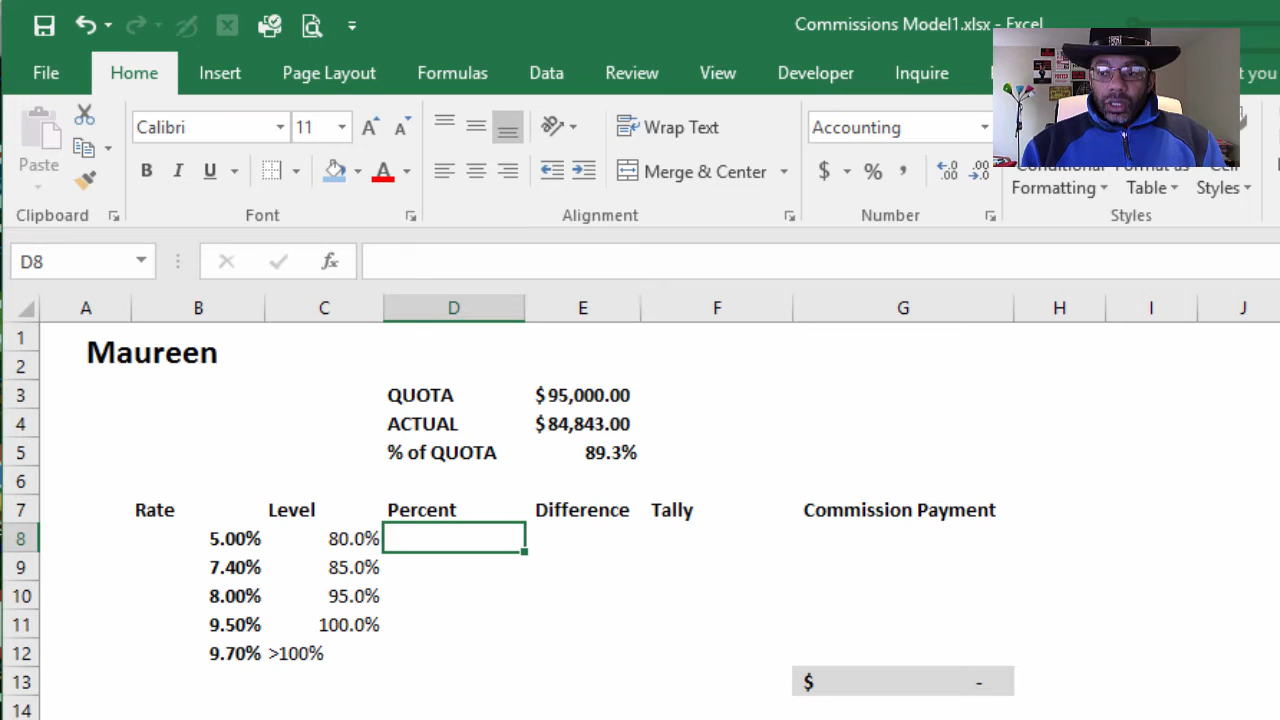 Commissions Model1.xlsx - Excel
File Home Insert Page Layout Formulas Data Review View Developer Inquire t you
Calibri 11 Wrap Text Accounting
Paste B I U Merge & Center $ % , .00 .00
Formatting Table Styles
Clipboard Font Alignment Number Styles
D8 fx
A B C D E F G H I J
1 Maureen
2
3 QUOTA $ 95,000.00
4 ACTUAL $ 84,843.00
5 % of QUOTA 89.3%
6
7 Rate Level Percent Difference Tally Commission Payment
8 5.00% 80.0%
9 7.40% 85.0%
10 8.00% 95.0%
11 9.50% 100.0%
12 9.70% >100%
13 $ -
14